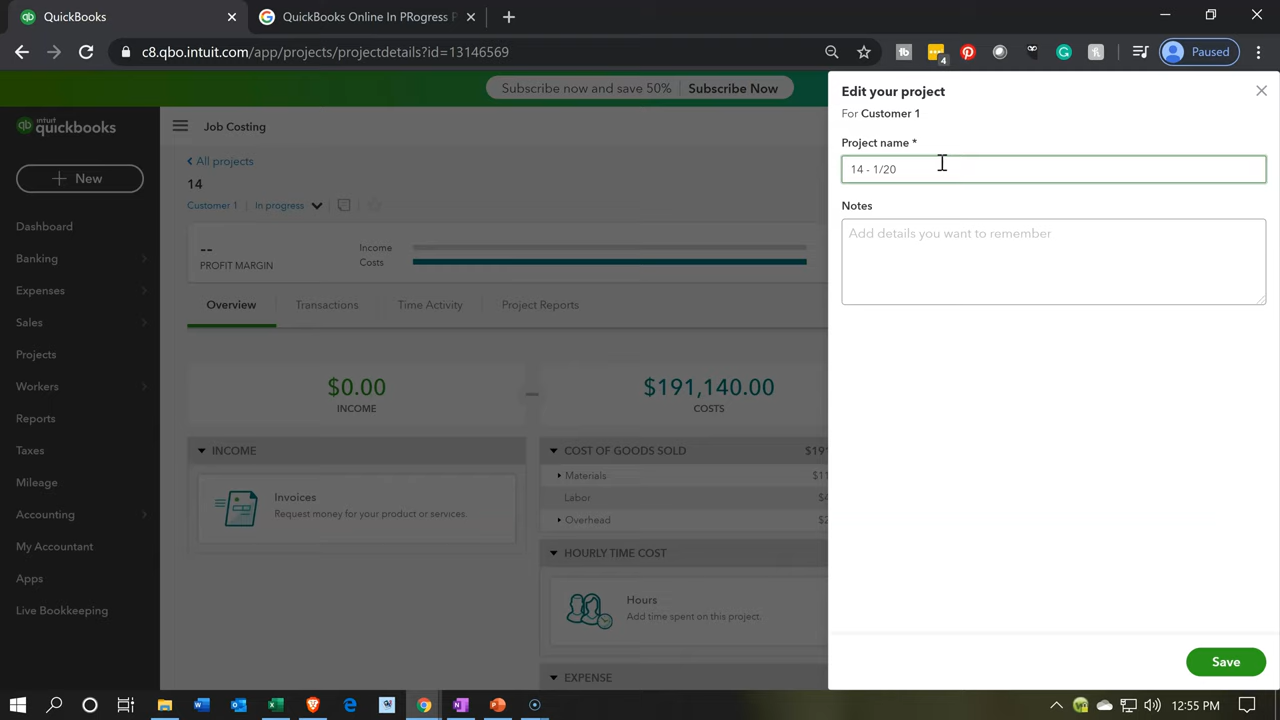 QuickBooks
QuickBooks Online In PRogress P
c8.qbo.intuit.com/app/projects/projectdetails?id=13146569
4
Paused
Subscribe now and save 50% Subscribe Now
intuit
quickbooks
Job Costing
New
All projects
14
Customer 1 In progress
--
PROFIT MARGIN
Income
Costs
Dashboard
Banking
Expenses
Sales
Projects
Workers
Reports
Taxes
Mileage
Accounting
My Accountant
Apps
Live Bookkeeping
Overview Transactions Time Activity Project Reports
$0.00
INCOME
$191,140.00
COSTS
INCOME
Invoices
Request money for your product or services.
COST OF GOODS SOLD $19
Materials $11
Labor $
Overhead $2
HOURLY TIME COST
Hours
Add time spent on this project.
EXPENSE
Edit your project
For Customer 1
Project name *
14 - 1/20
Notes
Add details you want to remember
Save
12:55 PM